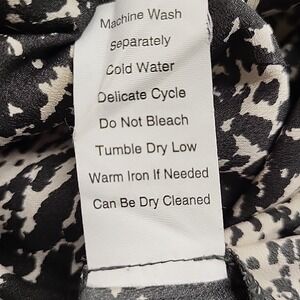 Machine Wash
Separately
Cold Water
Delicate Cycle
Do Not Bleach
Tumble Dry Low
Warm Iron If Needed
Can Be Dry Cleaned